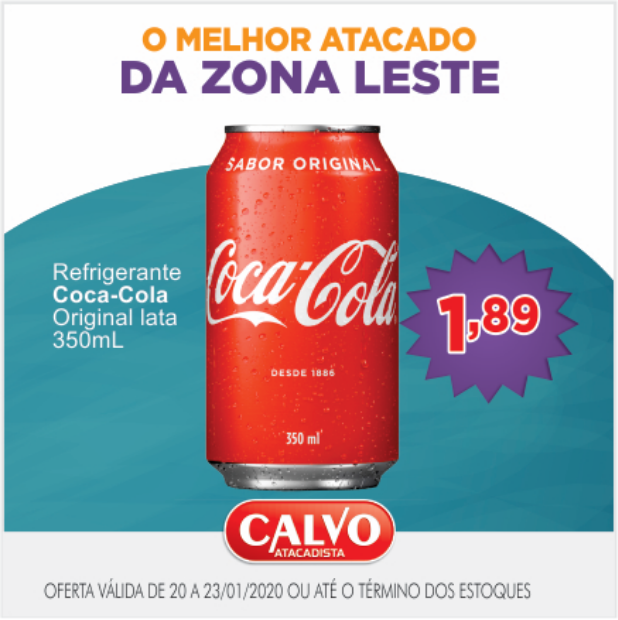 O MELHOR ATACADO
DA ZONA LESTE
SABOR ORIGINAL
Refrigerante
Coca-Cola
Original lata
350mL
Coca-Cola
DESDE 1886
350 ml
1,89
CALVO
ATACADISTA
OFERTA VÁLIDA DE 20 A 23/01/2020 OU ATÉ O TÉRMINO DOS ESTOQUES